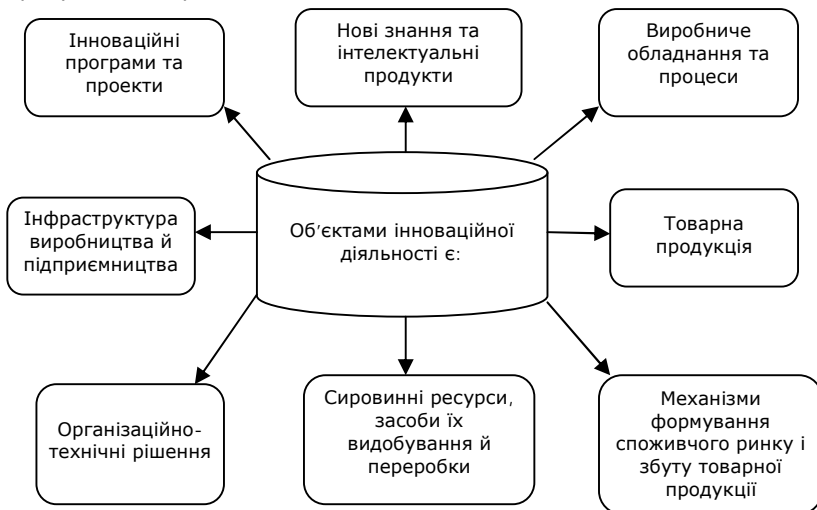 Інноваційні
програми та
проекти
Нові знання та
інтелектуальні
продукти
Виробниче
обладнання та
процеси
Інфраструктура
виробництва й
підприємництва
Об'єктами інноваційної
діяльності є:
Товарна
продукція
Організаційно-
технічні рішення
Сировинні ресурси,
засоби їх
видобування й
переробки
Механізми
формування
споживчого ринку і
збуту товарної
продукції